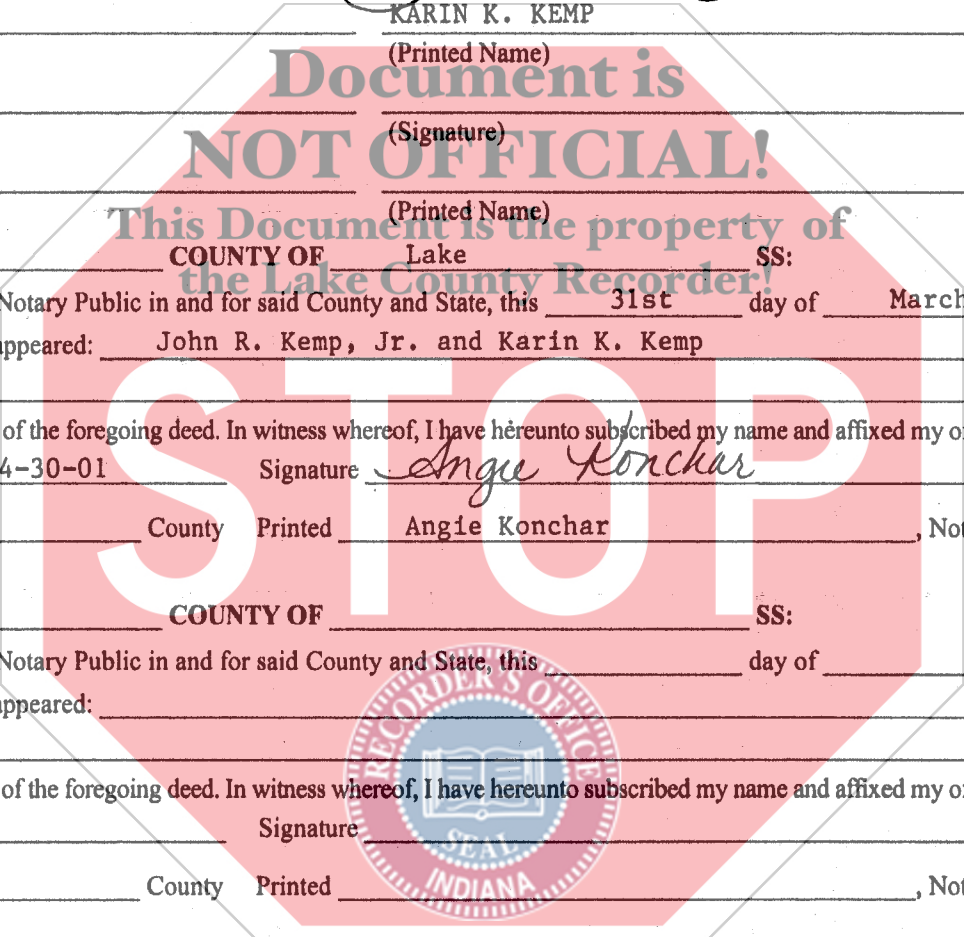 KARIN K. KEMP
(Printed Name)
Document is
(Signature)
NOT OFFICIAL!
(Printed Name)
This Document is the property of
COUNTY OF Lake SS:
the Lake County Recorder!
Notary Public in and for said County and State, this 31st day of March
appeared: John R. Kemp, Jr. and Karin K. Kemp
STOP
of the foregoing deed. In witness whereof, I have hereunto subscribed my name and affixed my
4-30-01 Signature Angie Konchar
County Printed Angie Konchar , Not
COUNTY OF SS:
Notary Public in and for said County and State, this day of
appeared:
RECORDER'S OFFICE
of the foregoing deed. In witness whereof, I have hereunto subscribed my name and affixed my
Signature
SEAL
INDIANA
County Printed , Not